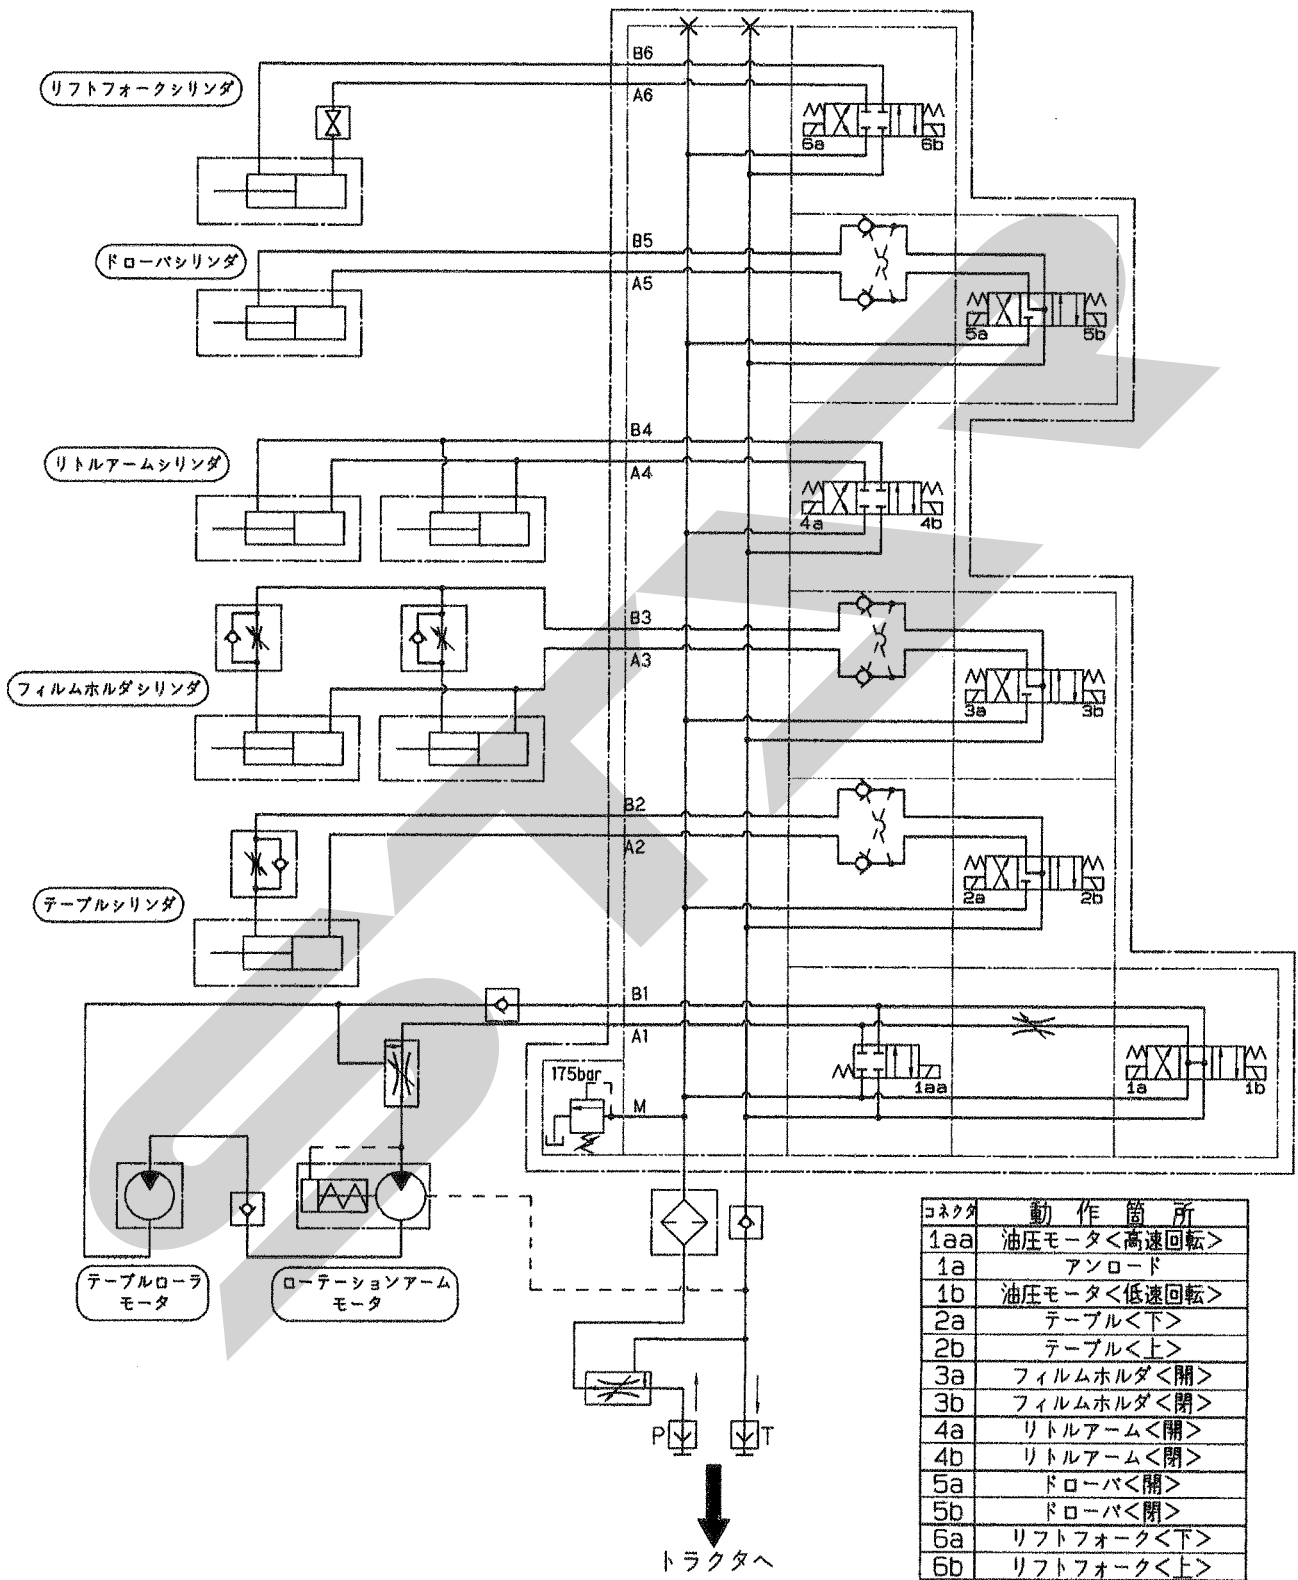 B6
リフトフォークシリンダ
A6
6a 6b
B5
ドローバシリンダ
A5
5a 5b
B4
リトルアームシリンダ
A4
4a 4b
B3
A3
フィルムホルダシリンダ
3a 3b
B2
A2
テーブルシリンダ
2a 2b
B1
A1
175bar
1aa
1a 1b
M
テーブルローラ
モータ
ローテーションアーム
モータ
P T
トラクタへ
コネクタ 動作箇所
1aa 油圧モータ<高速回転>
1a アンロード
1b 油圧モータ<低速回転>
2a テーブル<下>
2b テーブル<上>
3a フィルムホルダ<開>
3b フィルムホルダ<閉>
4a リトルアーム<開>
4b リトルアーム<閉>
5a ドローバ<開>
5b ドローバ<閉>
6a リフトフォーク<下>
6b リフトフォーク<上>
STAR